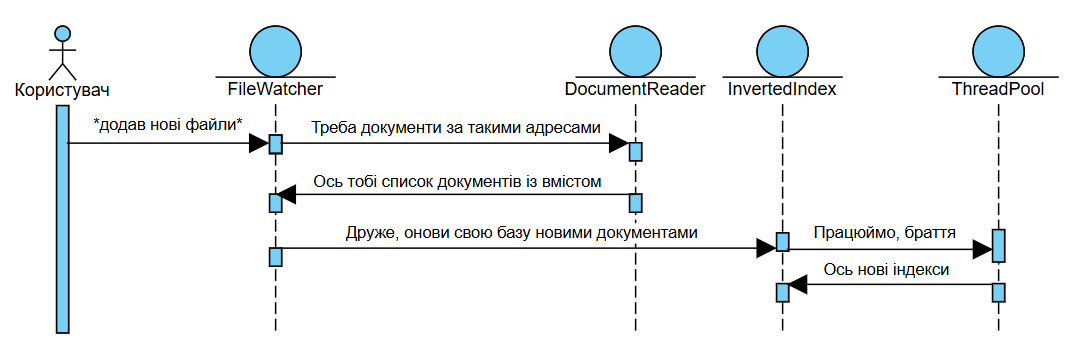 Користувач
FileWatcher
DocumentReader
InvertedIndex
ThreadPool
*додав нові файли*
Треба документи за такими адресами
Ось тобі список документів із вмістом
Друже, онови свою базу новими документами
Працюймо, браття
Ось нові індекси